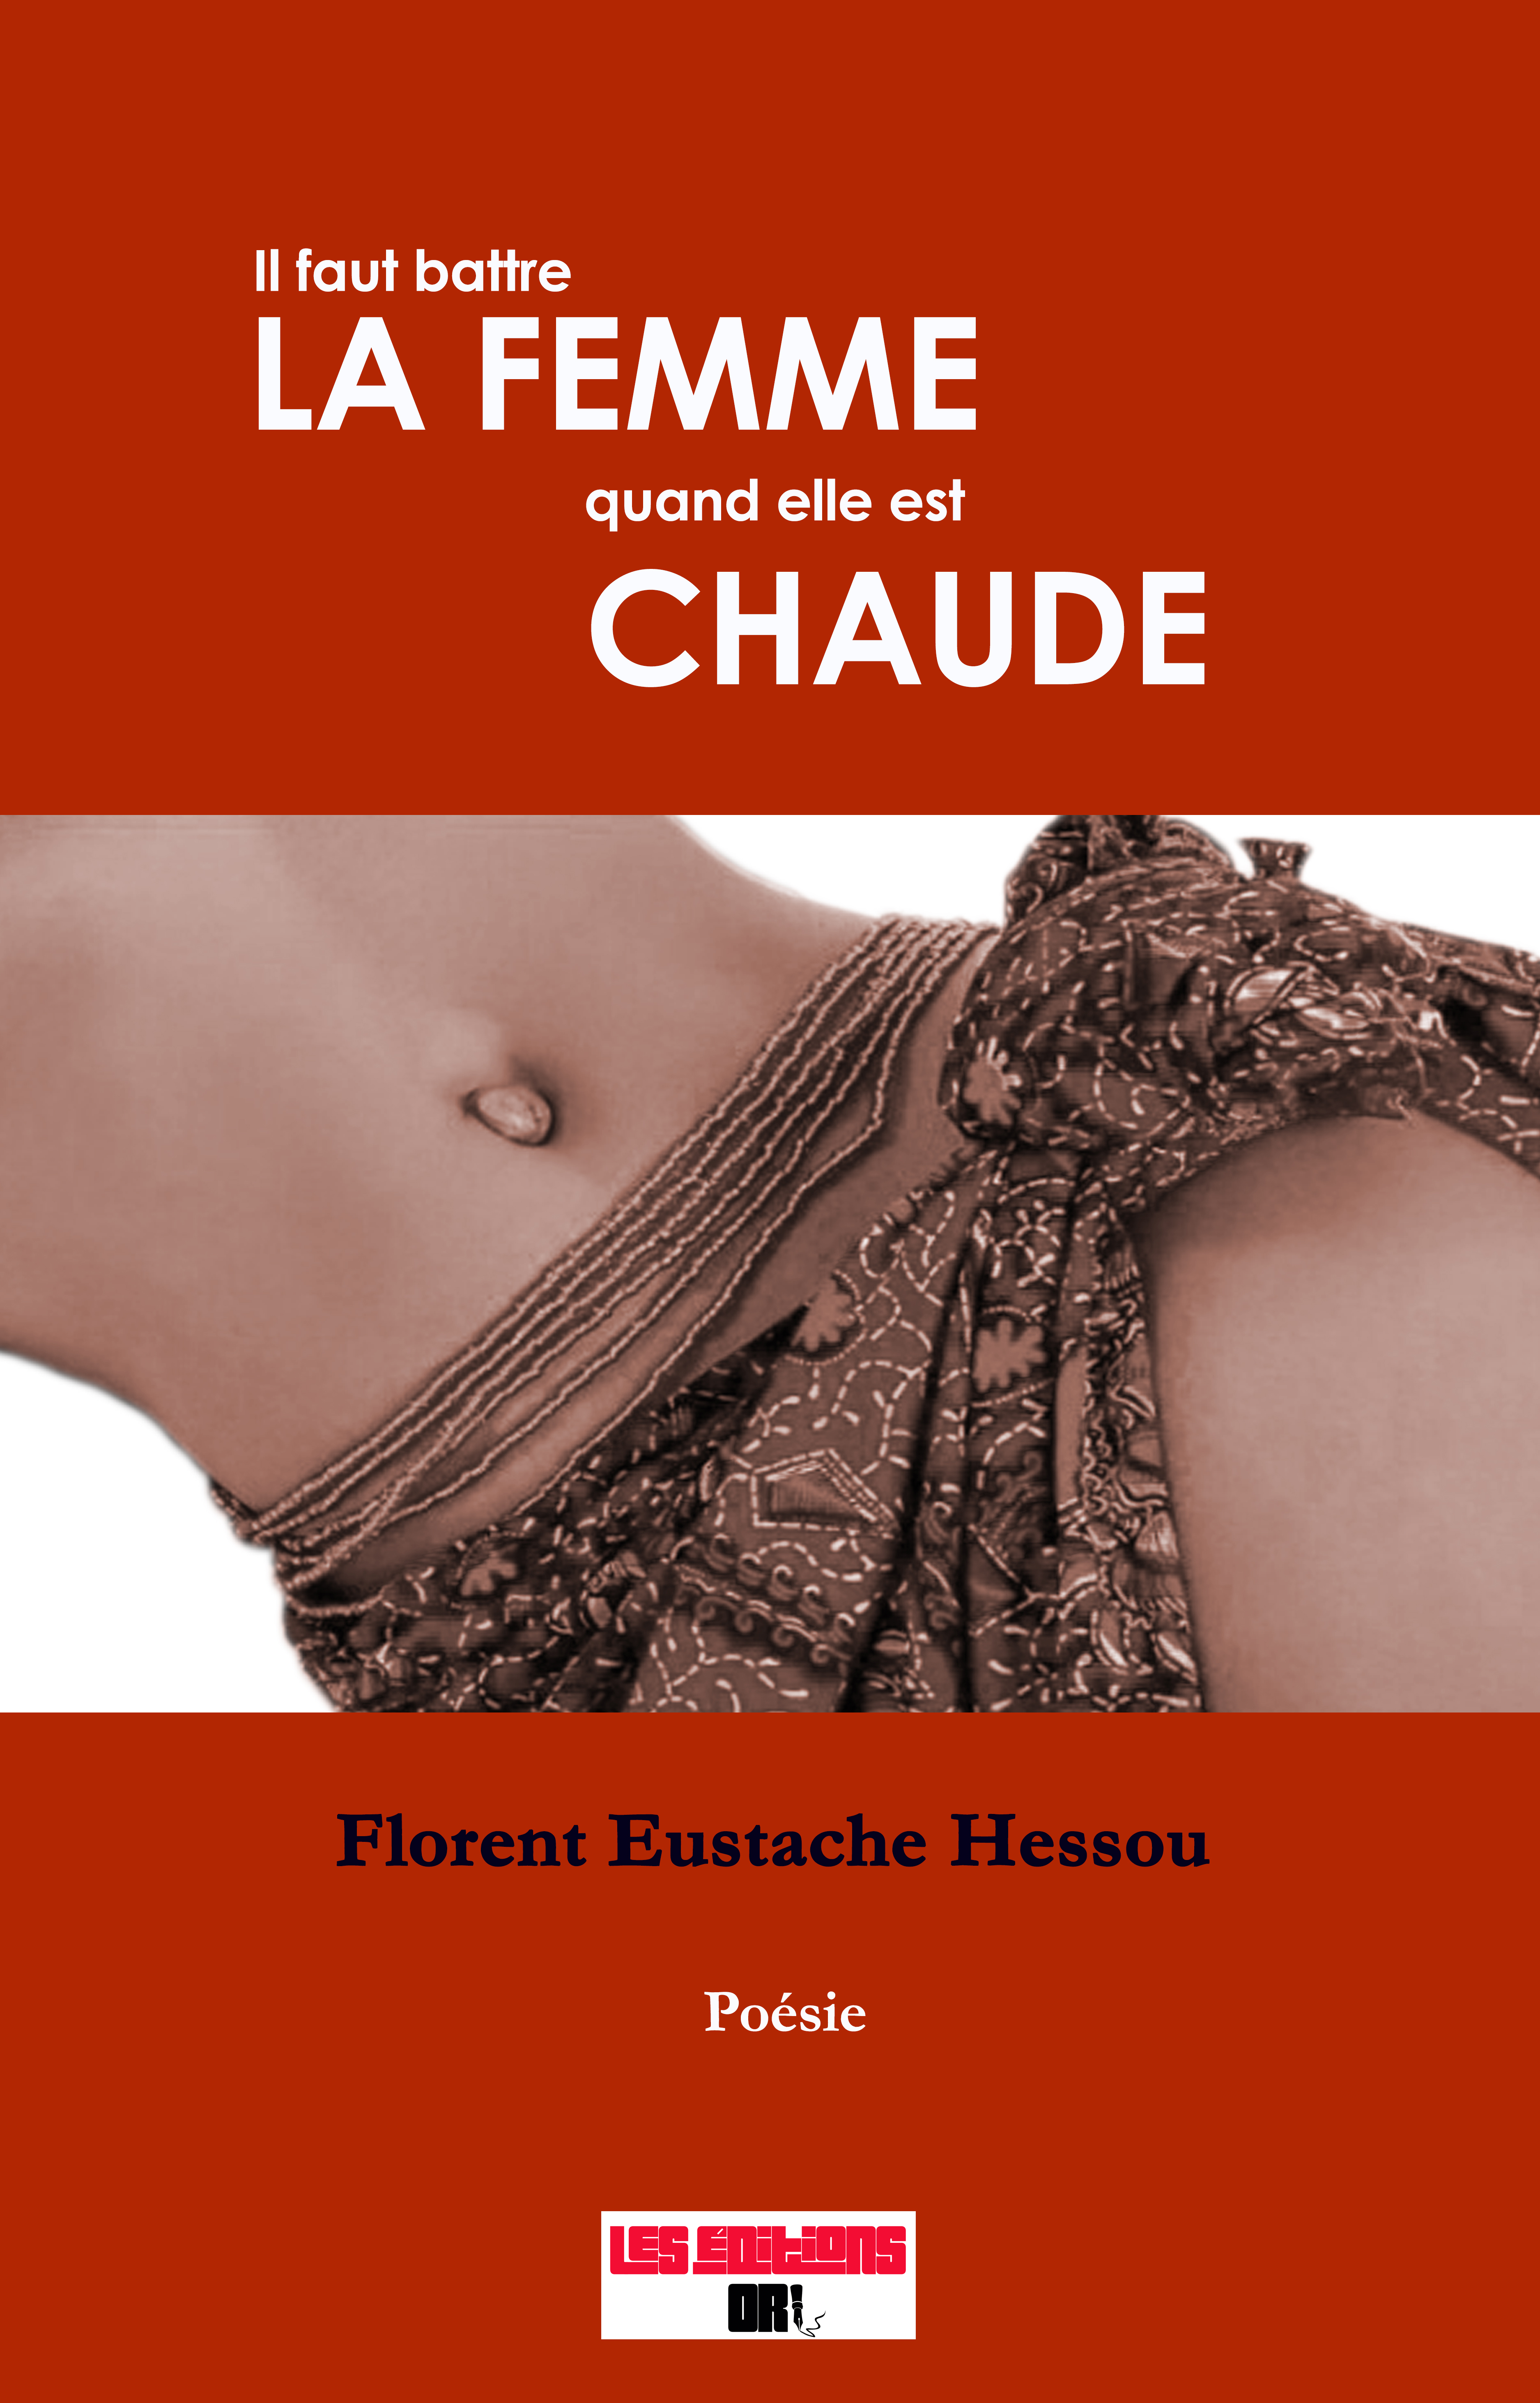 Il faut battre
LA FEMME
quand elle est
CHAUDE
Florent Eustache Hessou
Poésie
LES ÉDITIONS
ORI